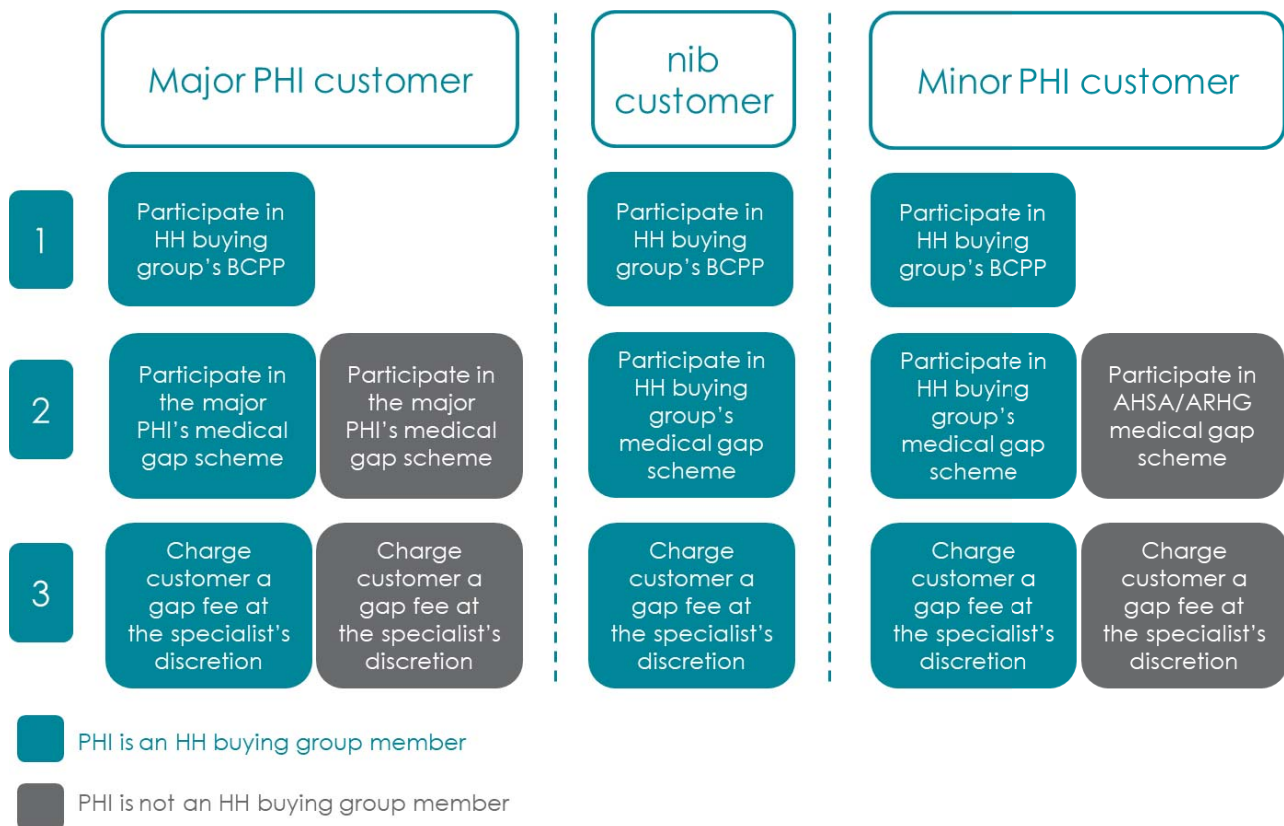 Major PHI customer
nib
customer
Minor PHI customer
1
Participate in
HH buying
group's BCPP
Participate in
HH buying
group's BCPP
Participate in
HH buying
group's BCPP
2
Participate in
the major
PHI's medical
gap scheme
Participate in
the major
PHI's medical
gap scheme
Participate in
HH buying
group's
medical gap
scheme
Participate in
HH buying
group's
medical gap
scheme
Participate in
AHSA/ARHG
medical gap
scheme
3
Charge
customer a
gap fee at
the specialist's
discretion
Charge
customer a
gap fee at
the specialist's
discretion
Charge
customer a
gap fee at
the specialist's
discretion
Charge
customer a
gap fee at
the specialist's
discretion
Charge
customer a
gap fee at
the specialist's
discretion
PHI is an HH buying group member
PHI is not an HH buying group member